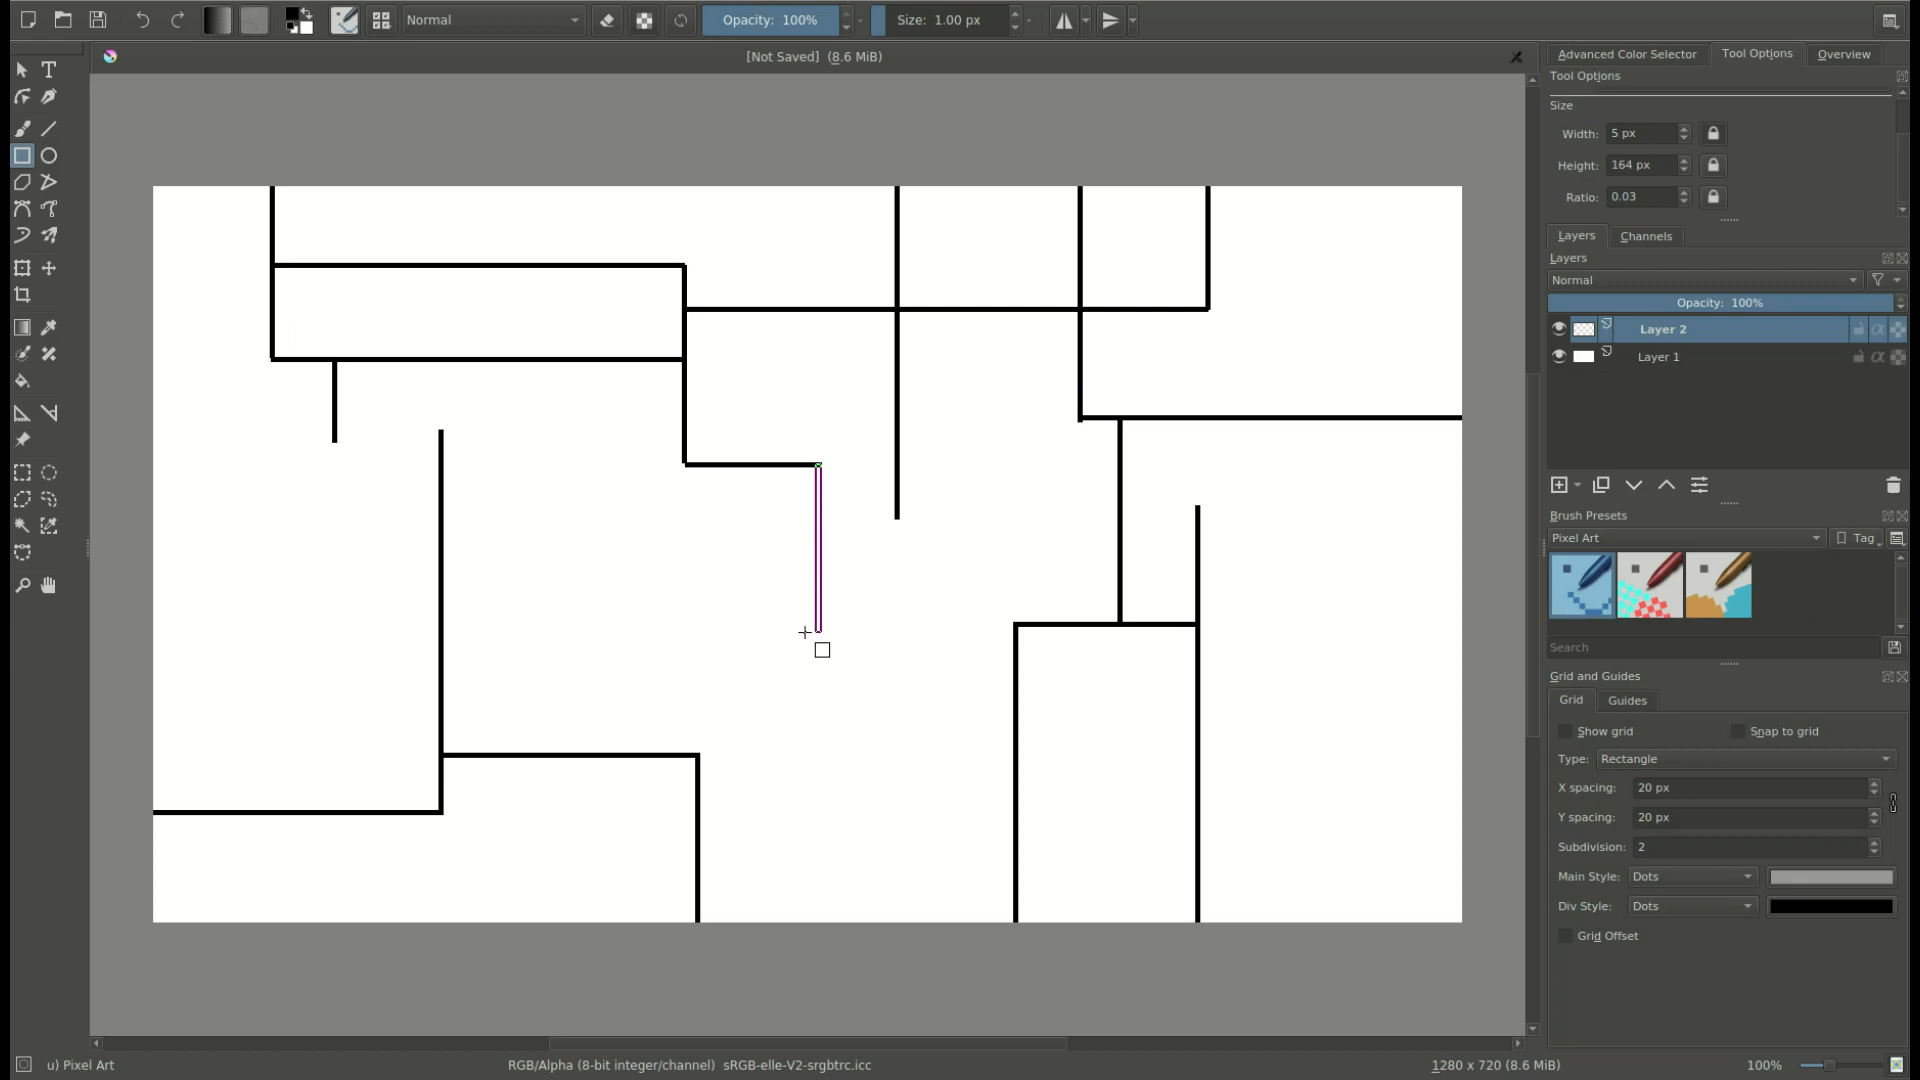 Normal
Opacity: 100%
Size: 1.00 px
[Not Saved] (8.6 MiB)
Advanced Color Selector
Tool Options
Overview
Tool Options
Size
Width: 5 px
Height: 164 px
Ratio: 0.03
Layers
Channels
Layers
Normal
Opacity: 100%
Layer 2
Layer 1
Brush Presets
Pixel Art
Tag
Search
Grid and Guides
Grid
Guides
Show grid
Snap to grid
Type: Rectangle
X spacing: 20 px
Y spacing: 20 px
Subdivision: 2
Main Style: Dots
Div Style: Dots
Grid Offset
u) Pixel Art
RGB/Alpha (8-bit integer/channel) sRGB-elle-V2-srgbtrc.icc
1280 x 720 (8.6 MiB)
100%